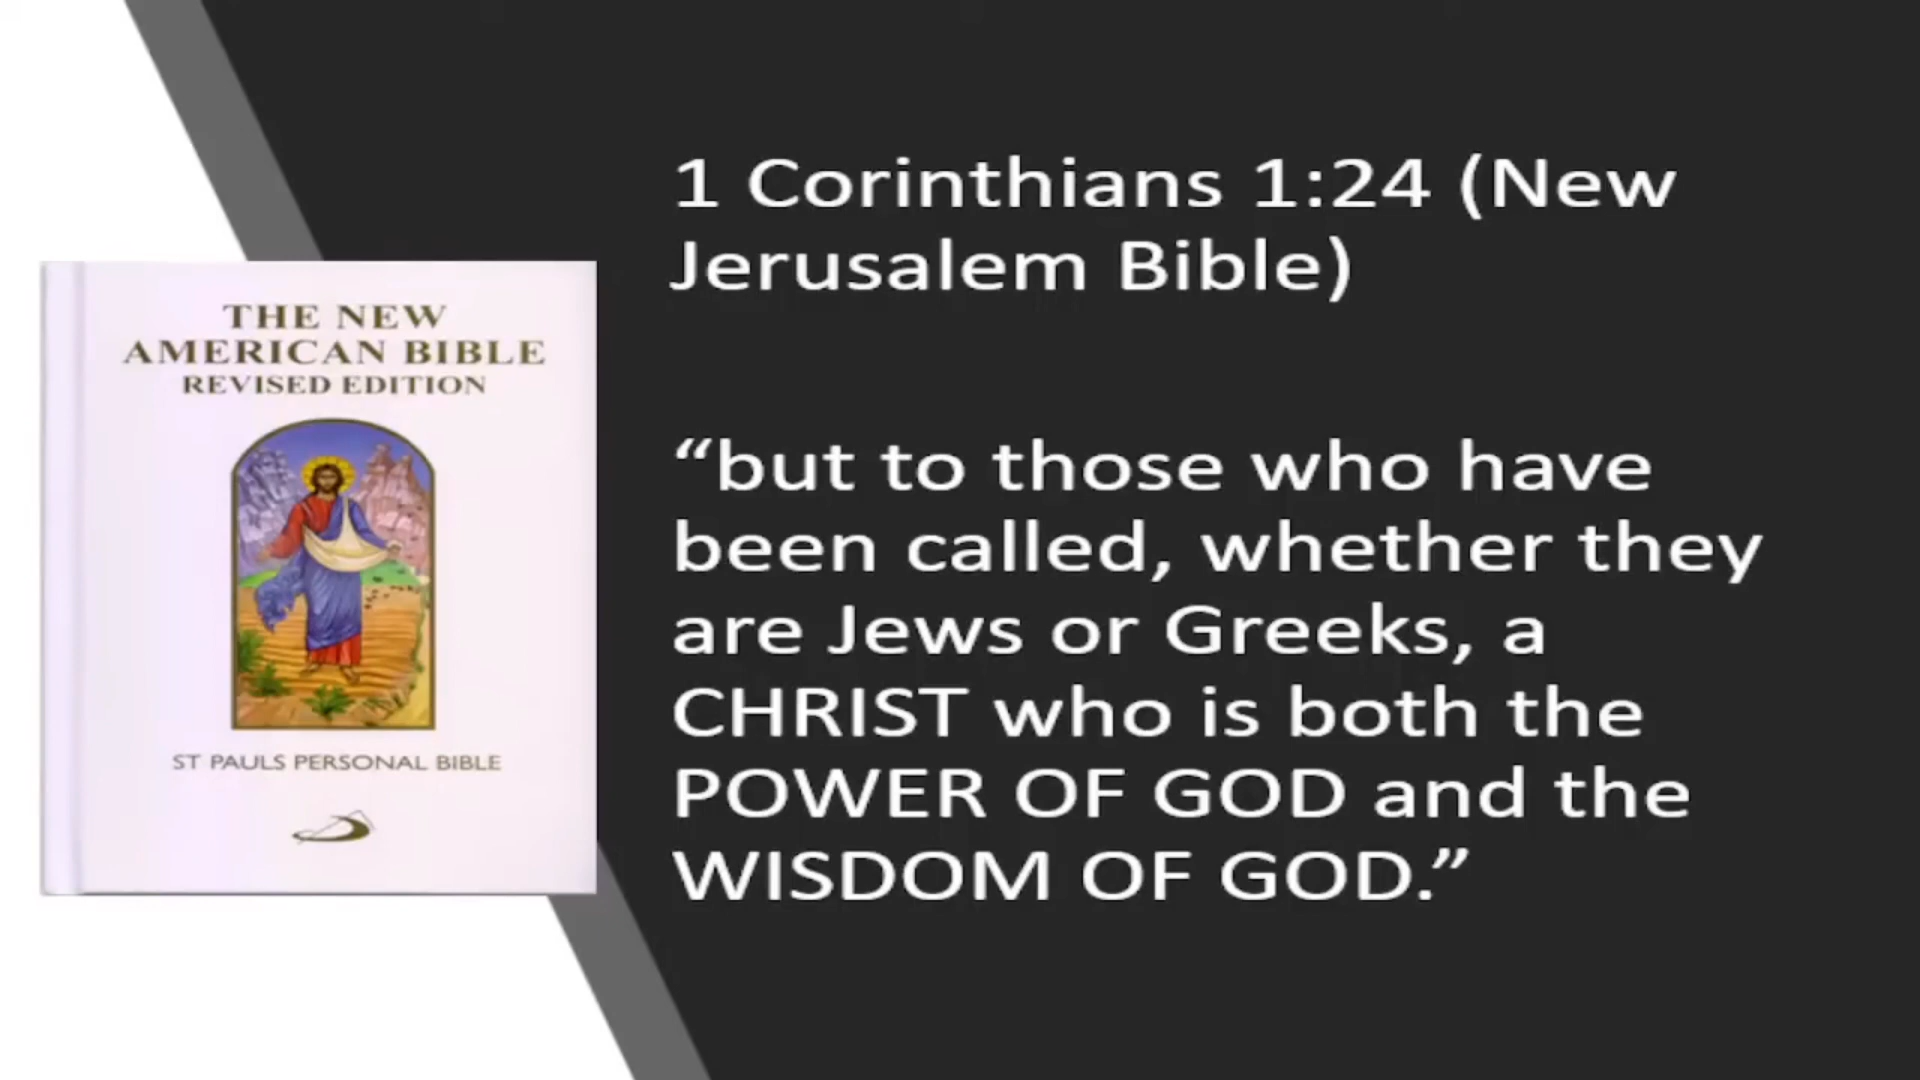 THE NEW
AMERICAN BIBLE
REVISED EDITION
ST PAULS PERSONAL BIBLE
1 Corinthians 1:24 (New
Jerusalem Bible)
“but to those who have
been called, whether they
are Jews or Greeks, a
CHRIST who is both the
POWER OF GOD and the
WISDOM OF GOD.”